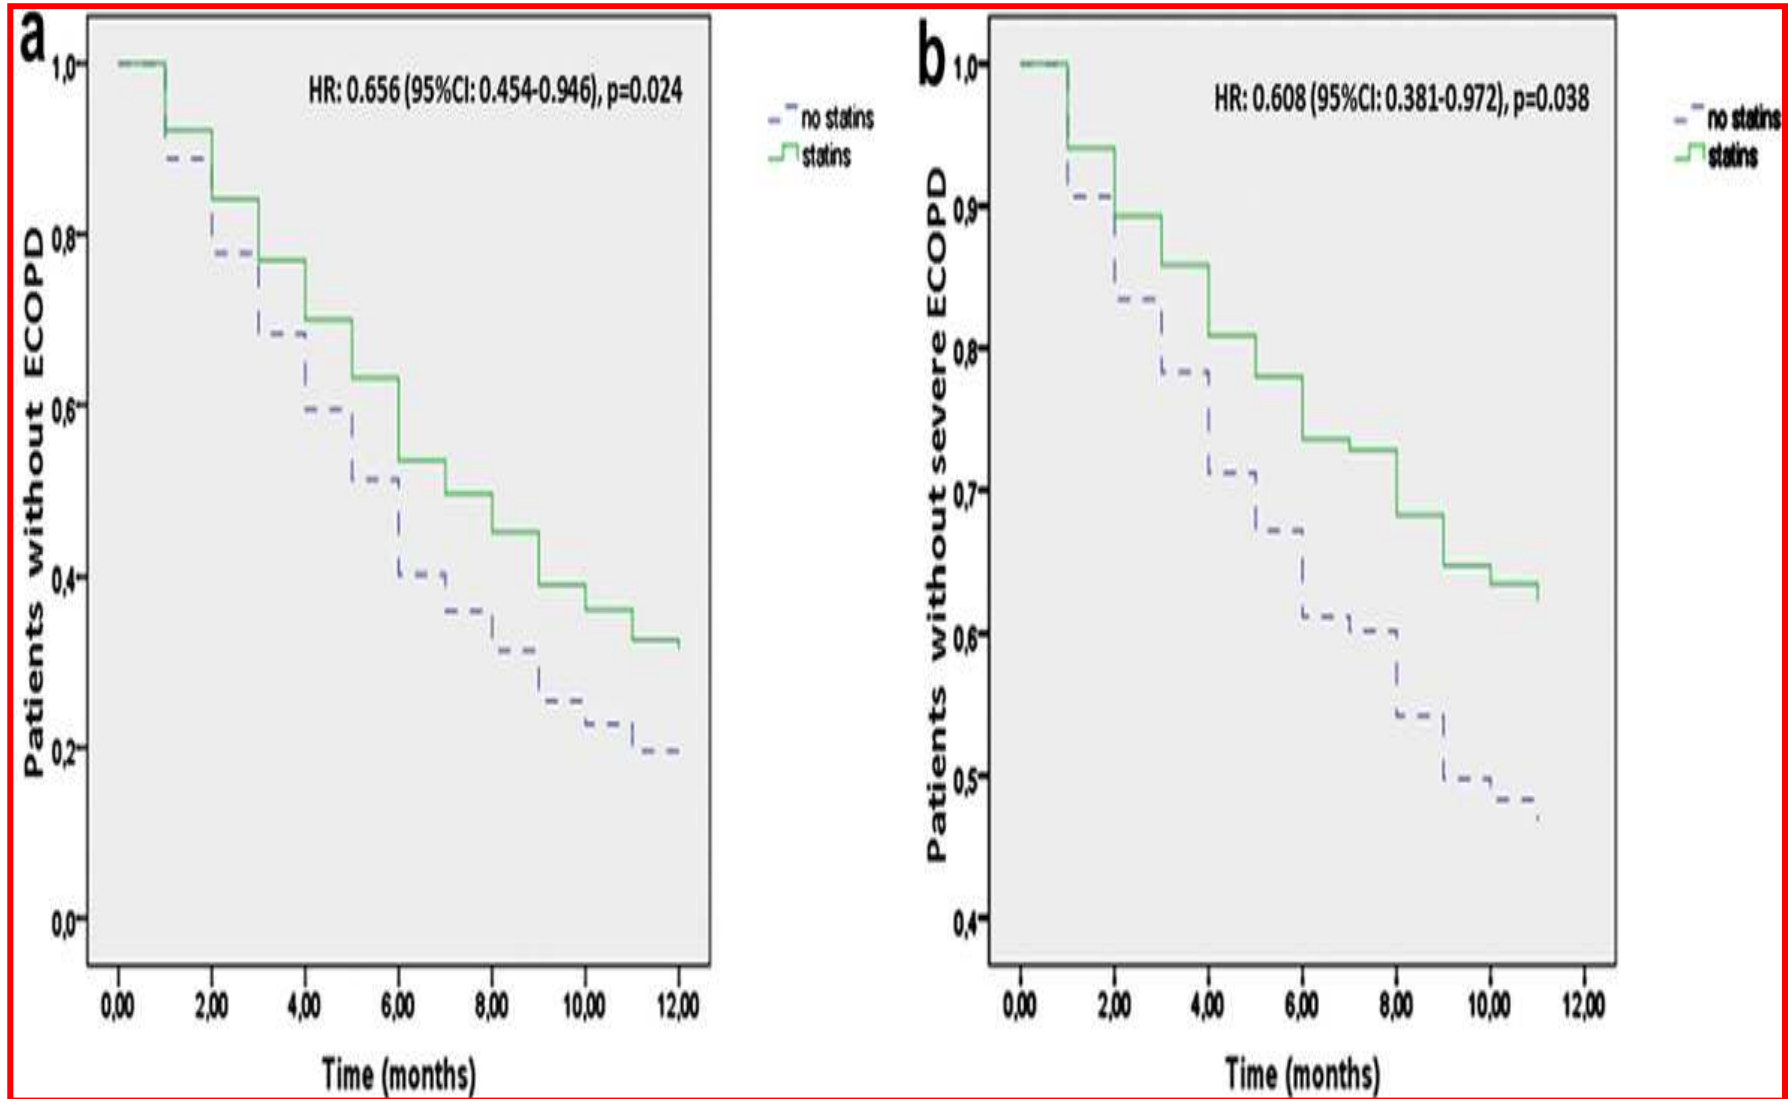 a
HR: 0.656 (95%CI: 0.454-0.946), p=0.024
no statins
statins
Patients without ECOPD
1,0
0,8
0,6
0,4
0,2
0,0
0,00 2,00 4,00 6,00 8,00 10,00 12,00
Time (months)
b
HR: 0.608 (95%CI: 0.381-0.972), p=0.038
no statins
statins
Patients without severe ECOPD
1,0
0,9
0,8
0,7
0,6
0,5
0,4
0,00 2,00 4,00 6,00 8,00 10,00 12,00
Time (months)